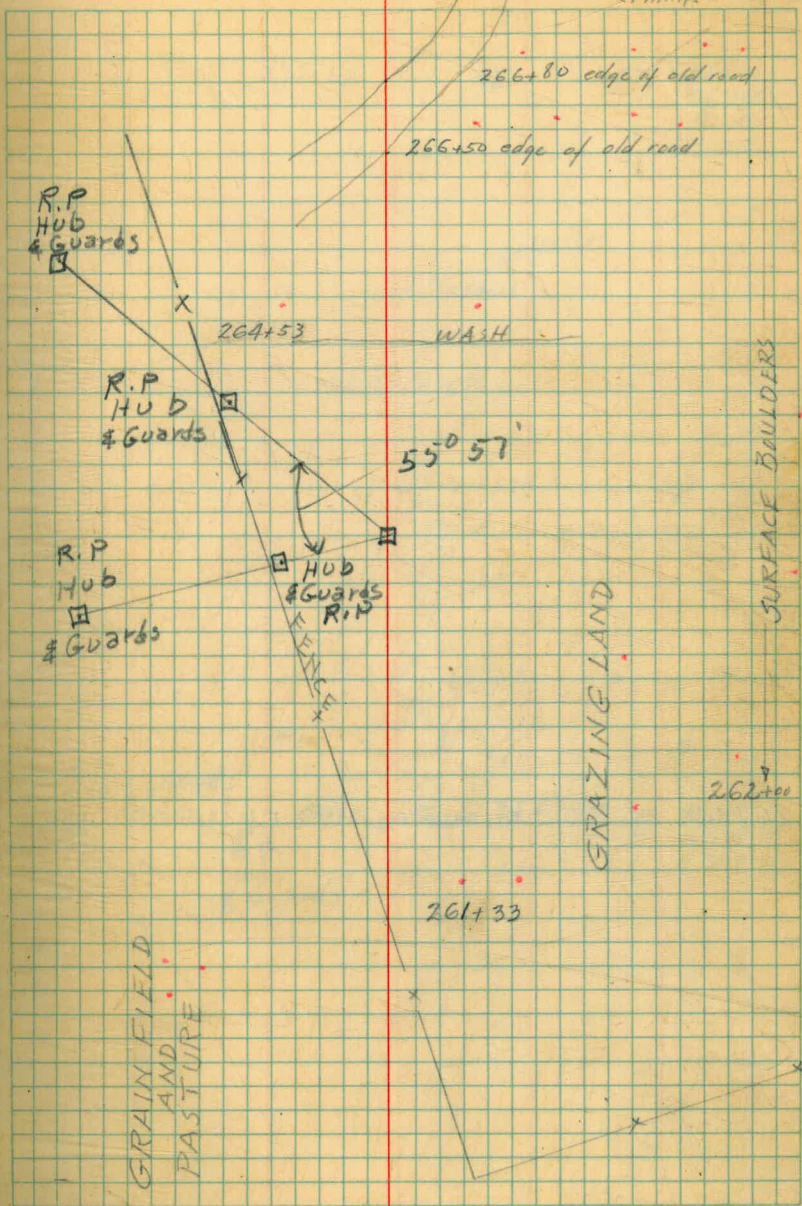 266+80 edge of old road
266+50 edge of old road
R.P
Hub
& Guards
264+53 WASH
R.P
Hub
& Guards
55° 57'
R.P
Hub
& Guards
Hub
& Guards
R.P
FENCE
SURFACE BOULDERS
GRAZING LAND
262+00
261+33
GRAIN FIELD
AND
PASTURE